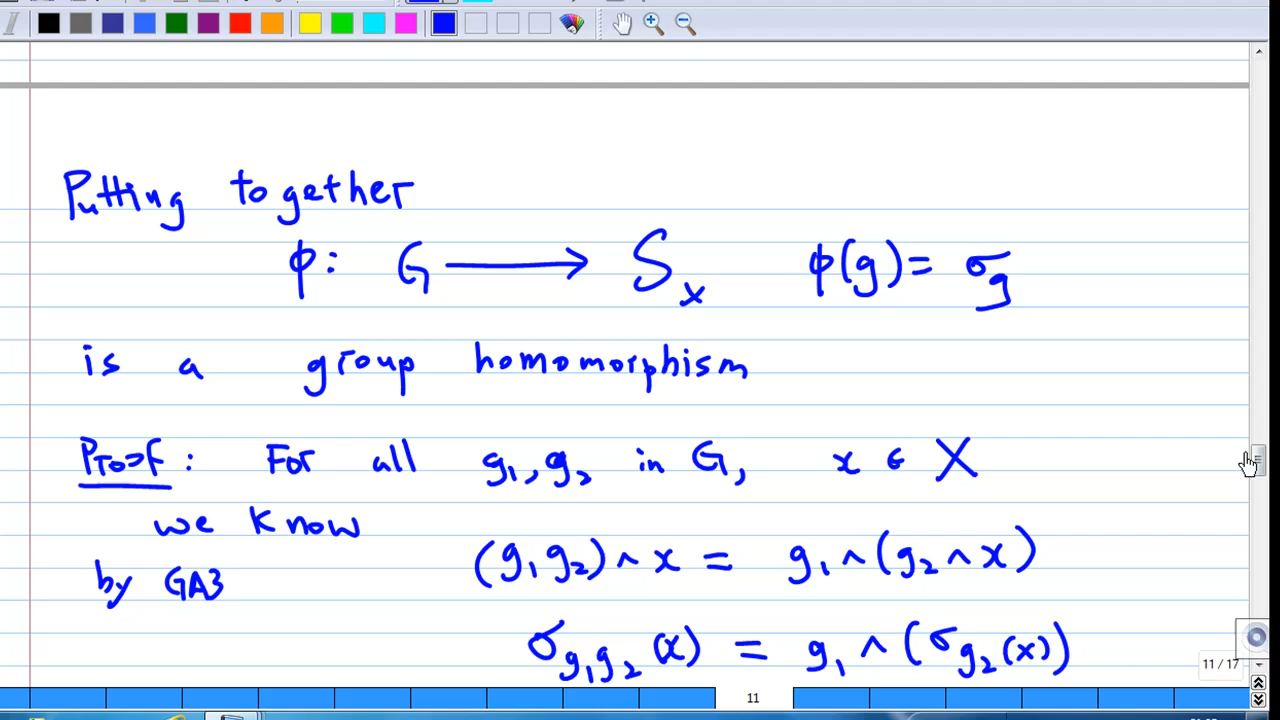 Putting together
ϕ: G ⟶ S_x ϕ(g) = σ_g
is a group homomorphism
Proof: For all g₁, g₂ in G, x ∈ X
we know
(g₁g₂) ∧ x = g₁ ∧ (g₂ ∧ x)
by GA3
σ_{g₁g₂}(x) = g₁ ∧ (σ_{g₂}(x))
11 / 17
11